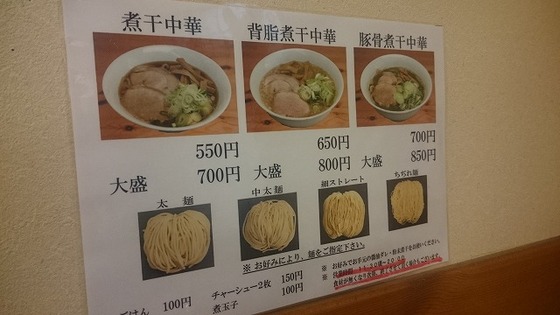 煮干中華
背脂煮干中華
豚骨煮干中華
550円
650円
700円
大盛 700円
大盛 800円
大盛 850円
太麺
中太麺
細ストレート
ちぢれ麺
※ お好みにより、麺をご指定下さい。
ごはん 100円
チャーシュー2枚 150円
煮玉子 100円